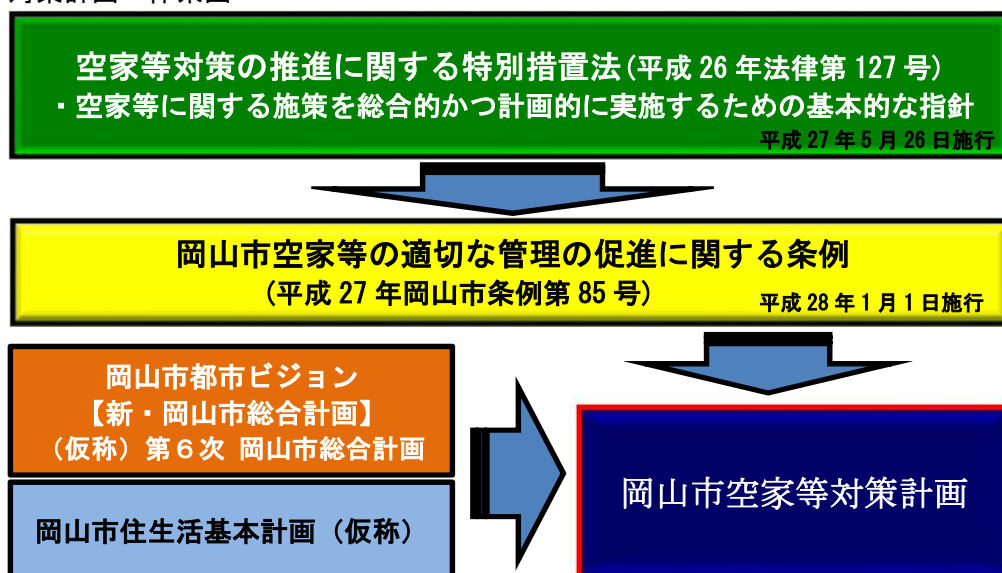 空家等対策の推進に関する特別措置法(平成26年法律第127号)
・空家等に関する施策を総合的かつ計画的に実施するための基本的な指針
平成27年5月26日施行
岡山市空家等の適切な管理の促進に関する条例
(平成27年岡山市条例第85号)
平成28年1月1日施行
岡山市都市ビジョン
【新・岡山市総合計画】
（仮称）第６次 岡山市総合計画
岡山市住生活基本計画（仮称）
岡山市空家等対策計画